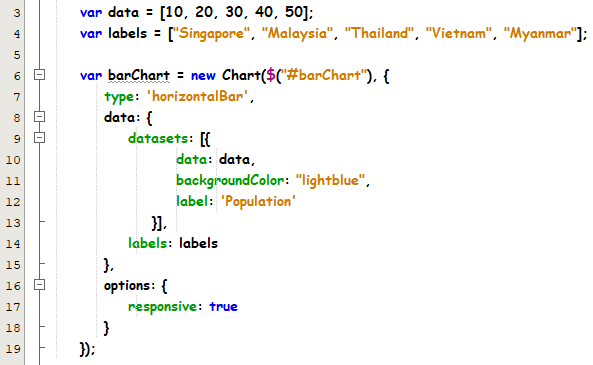 3 var data = [10, 20, 30, 40, 50];
4 var labels = ["Singapore", "Malaysia", "Thailand", "Vietnam", "Myanmar"];
5
6 var barChart = new Chart($("#barChart"), {
7 type: 'horizontalBar',
8 data: {
9 datasets: [{
10 data: data,
11 backgroundColor: "lightblue",
12 label: 'Population'
13 }],
14 labels: labels
15 },
16 options: {
17 responsive: true
18 }
19 });